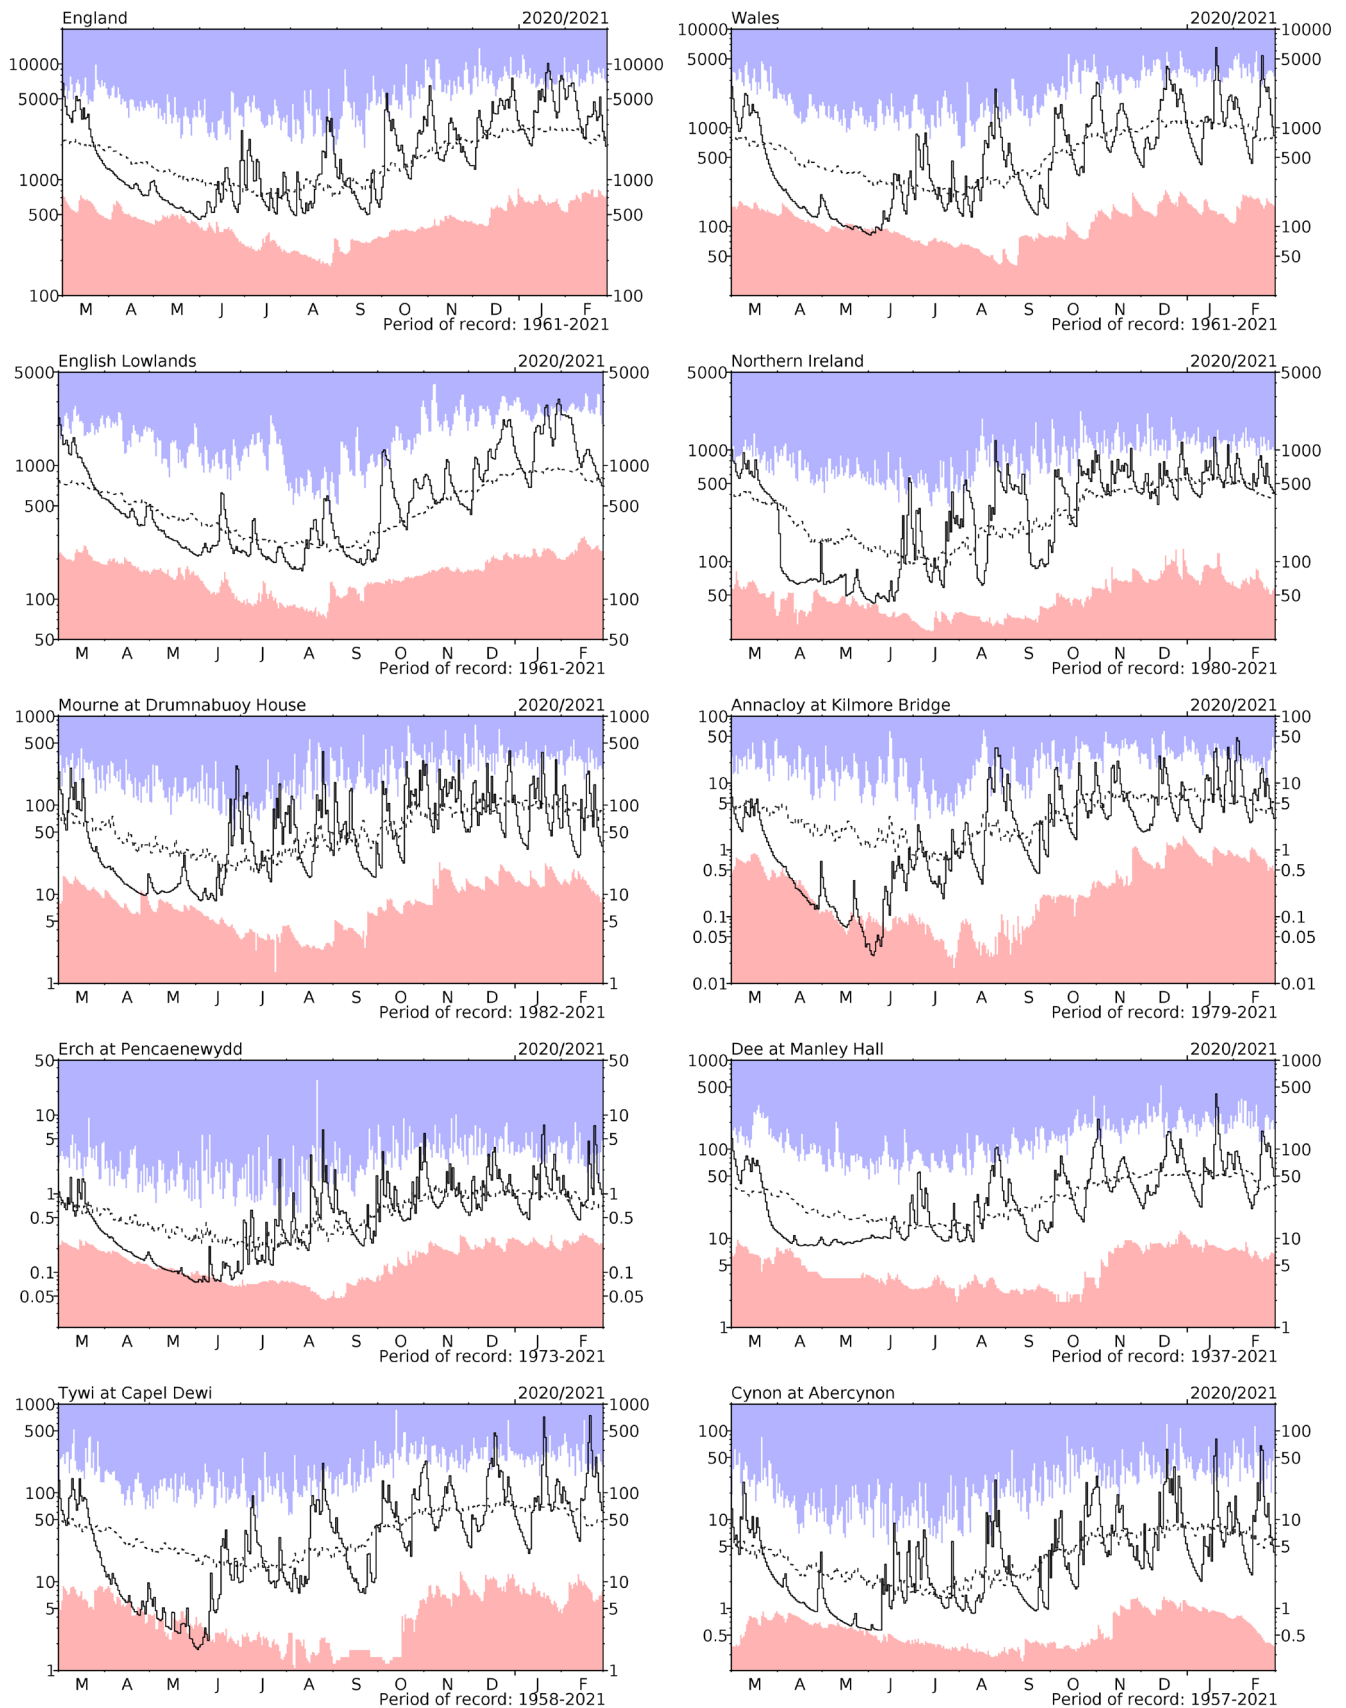 England 2020/2021
10000 10000
5000 5000
1000 1000
500 500
100 100
M A M J J A S O N D J F
Period of record: 1961-2021
Wales 2020/2021
10000 10000
5000 5000
1000 1000
500 500
100 100
50 50
M A M J J A S O N D J F
Period of record: 1961-2021
English Lowlands 2020/2021
5000 5000
1000 1000
500 500
100 100
50 50
M A M J J A S O N D J F
Period of record: 1961-2021
Northern Ireland 2020/2021
5000 5000
1000 1000
500 500
100 100
50 50
M A M J J A S O N D J F
Period of record: 1980-2021
Mourne at Drumnabuoy House 2020/2021
1000 1000
500 500
100 100
50 50
10 10
5 5
1 1
M A M J J A S O N D J F
Period of record: 1982-2021
Annacloy at Kilmore Bridge 2020/2021
100 100
50 50
10 10
5 5
1 1
0.5 0.5
0.1 0.1
0.05 0.05
0.01 0.01
M A M J J A S O N D J F
Period of record: 1979-2021
Erch at Pencaenewydd 2020/2021
50 50
10 10
5 5
1 1
0.5 0.5
0.1 0.1
0.05 0.05
M A M J J A S O N D J F
Period of record: 1973-2021
Dee at Manley Hall 2020/2021
1000 1000
500 500
100 100
50 50
10 10
5 5
1 1
M A M J J A S O N D J F
Period of record: 1937-2021
Tywi at Capel Dewi 2020/2021
1000 1000
500 500
100 100
50 50
10 10
5 5
1 1
M A M J J A S O N D J F
Period of record: 1958-2021
Cynon at Abercynon 2020/2021
100 100
50 50
10 10
5 5
1 1
0.5 0.5
M A M J J A S O N D J F
Period of record: 1957-2021